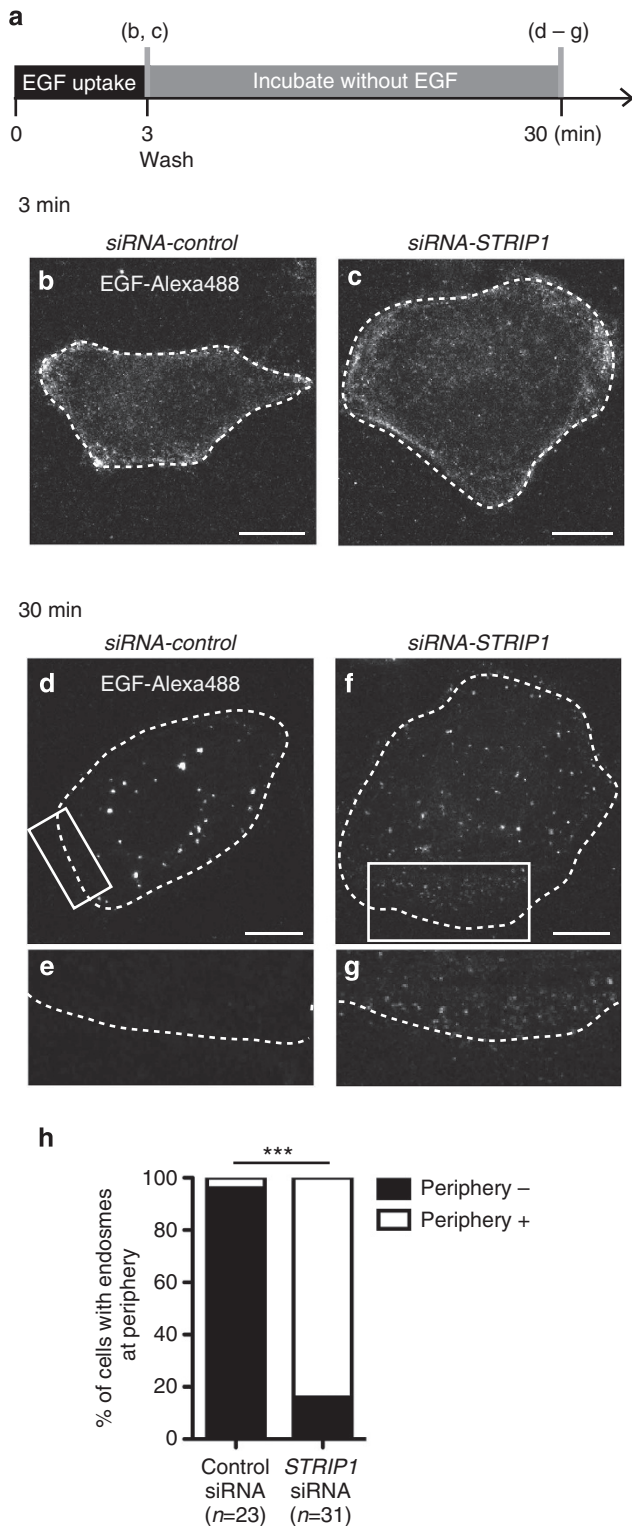 a
(b, c)
(d – g)
EGF uptake
Incubate without EGF
0
3
30 (min)
Wash
3 min
siRNA-control
siRNA-STRIP1
b
EGF-Alexa488
c
30 min
siRNA-control
siRNA-STRIP1
d
EGF-Alexa488
f
e
g
h
***
100
80
60
40
20
0
% of cells with endosmes
at periphery
Periphery –
Periphery +
Control
siRNA
(n=23)
STRIP1
siRNA
(n=31)